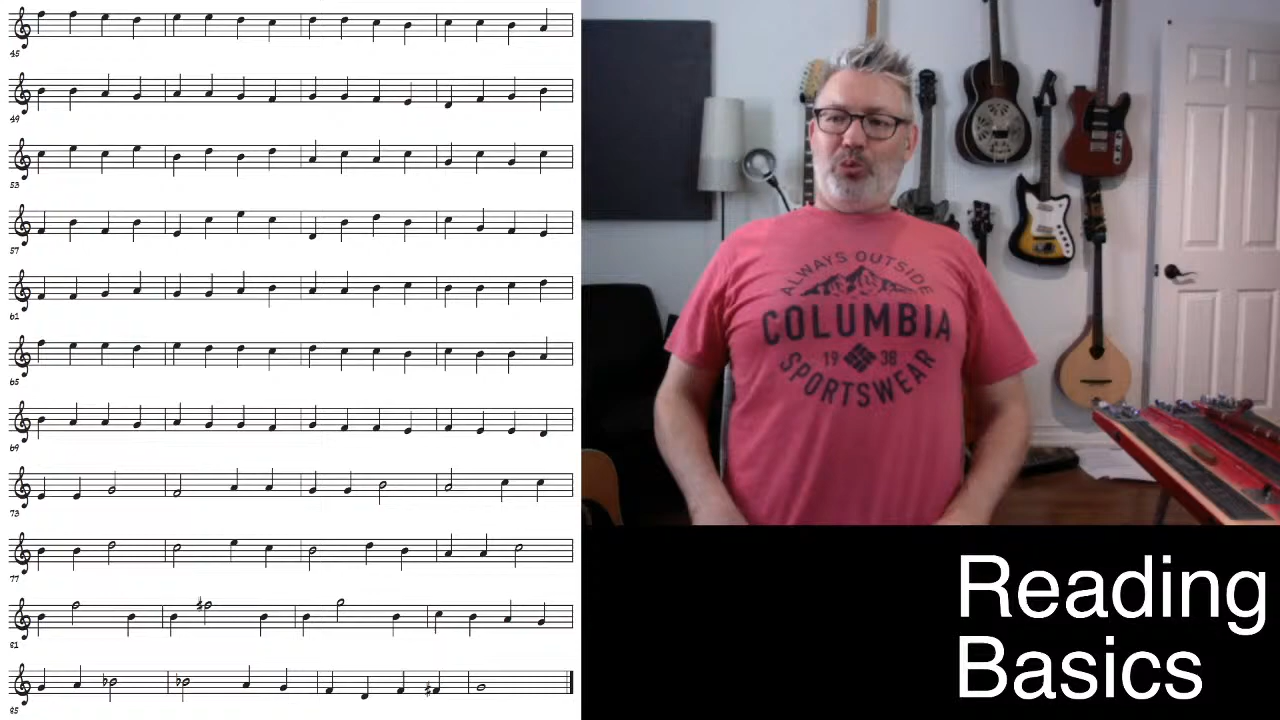 45
49
53
57
61
65
69
73
77
81
85
ALWAYS OUTSIDE
COLUMBIA
19 38
SPORTSWEAR
Reading
Basics